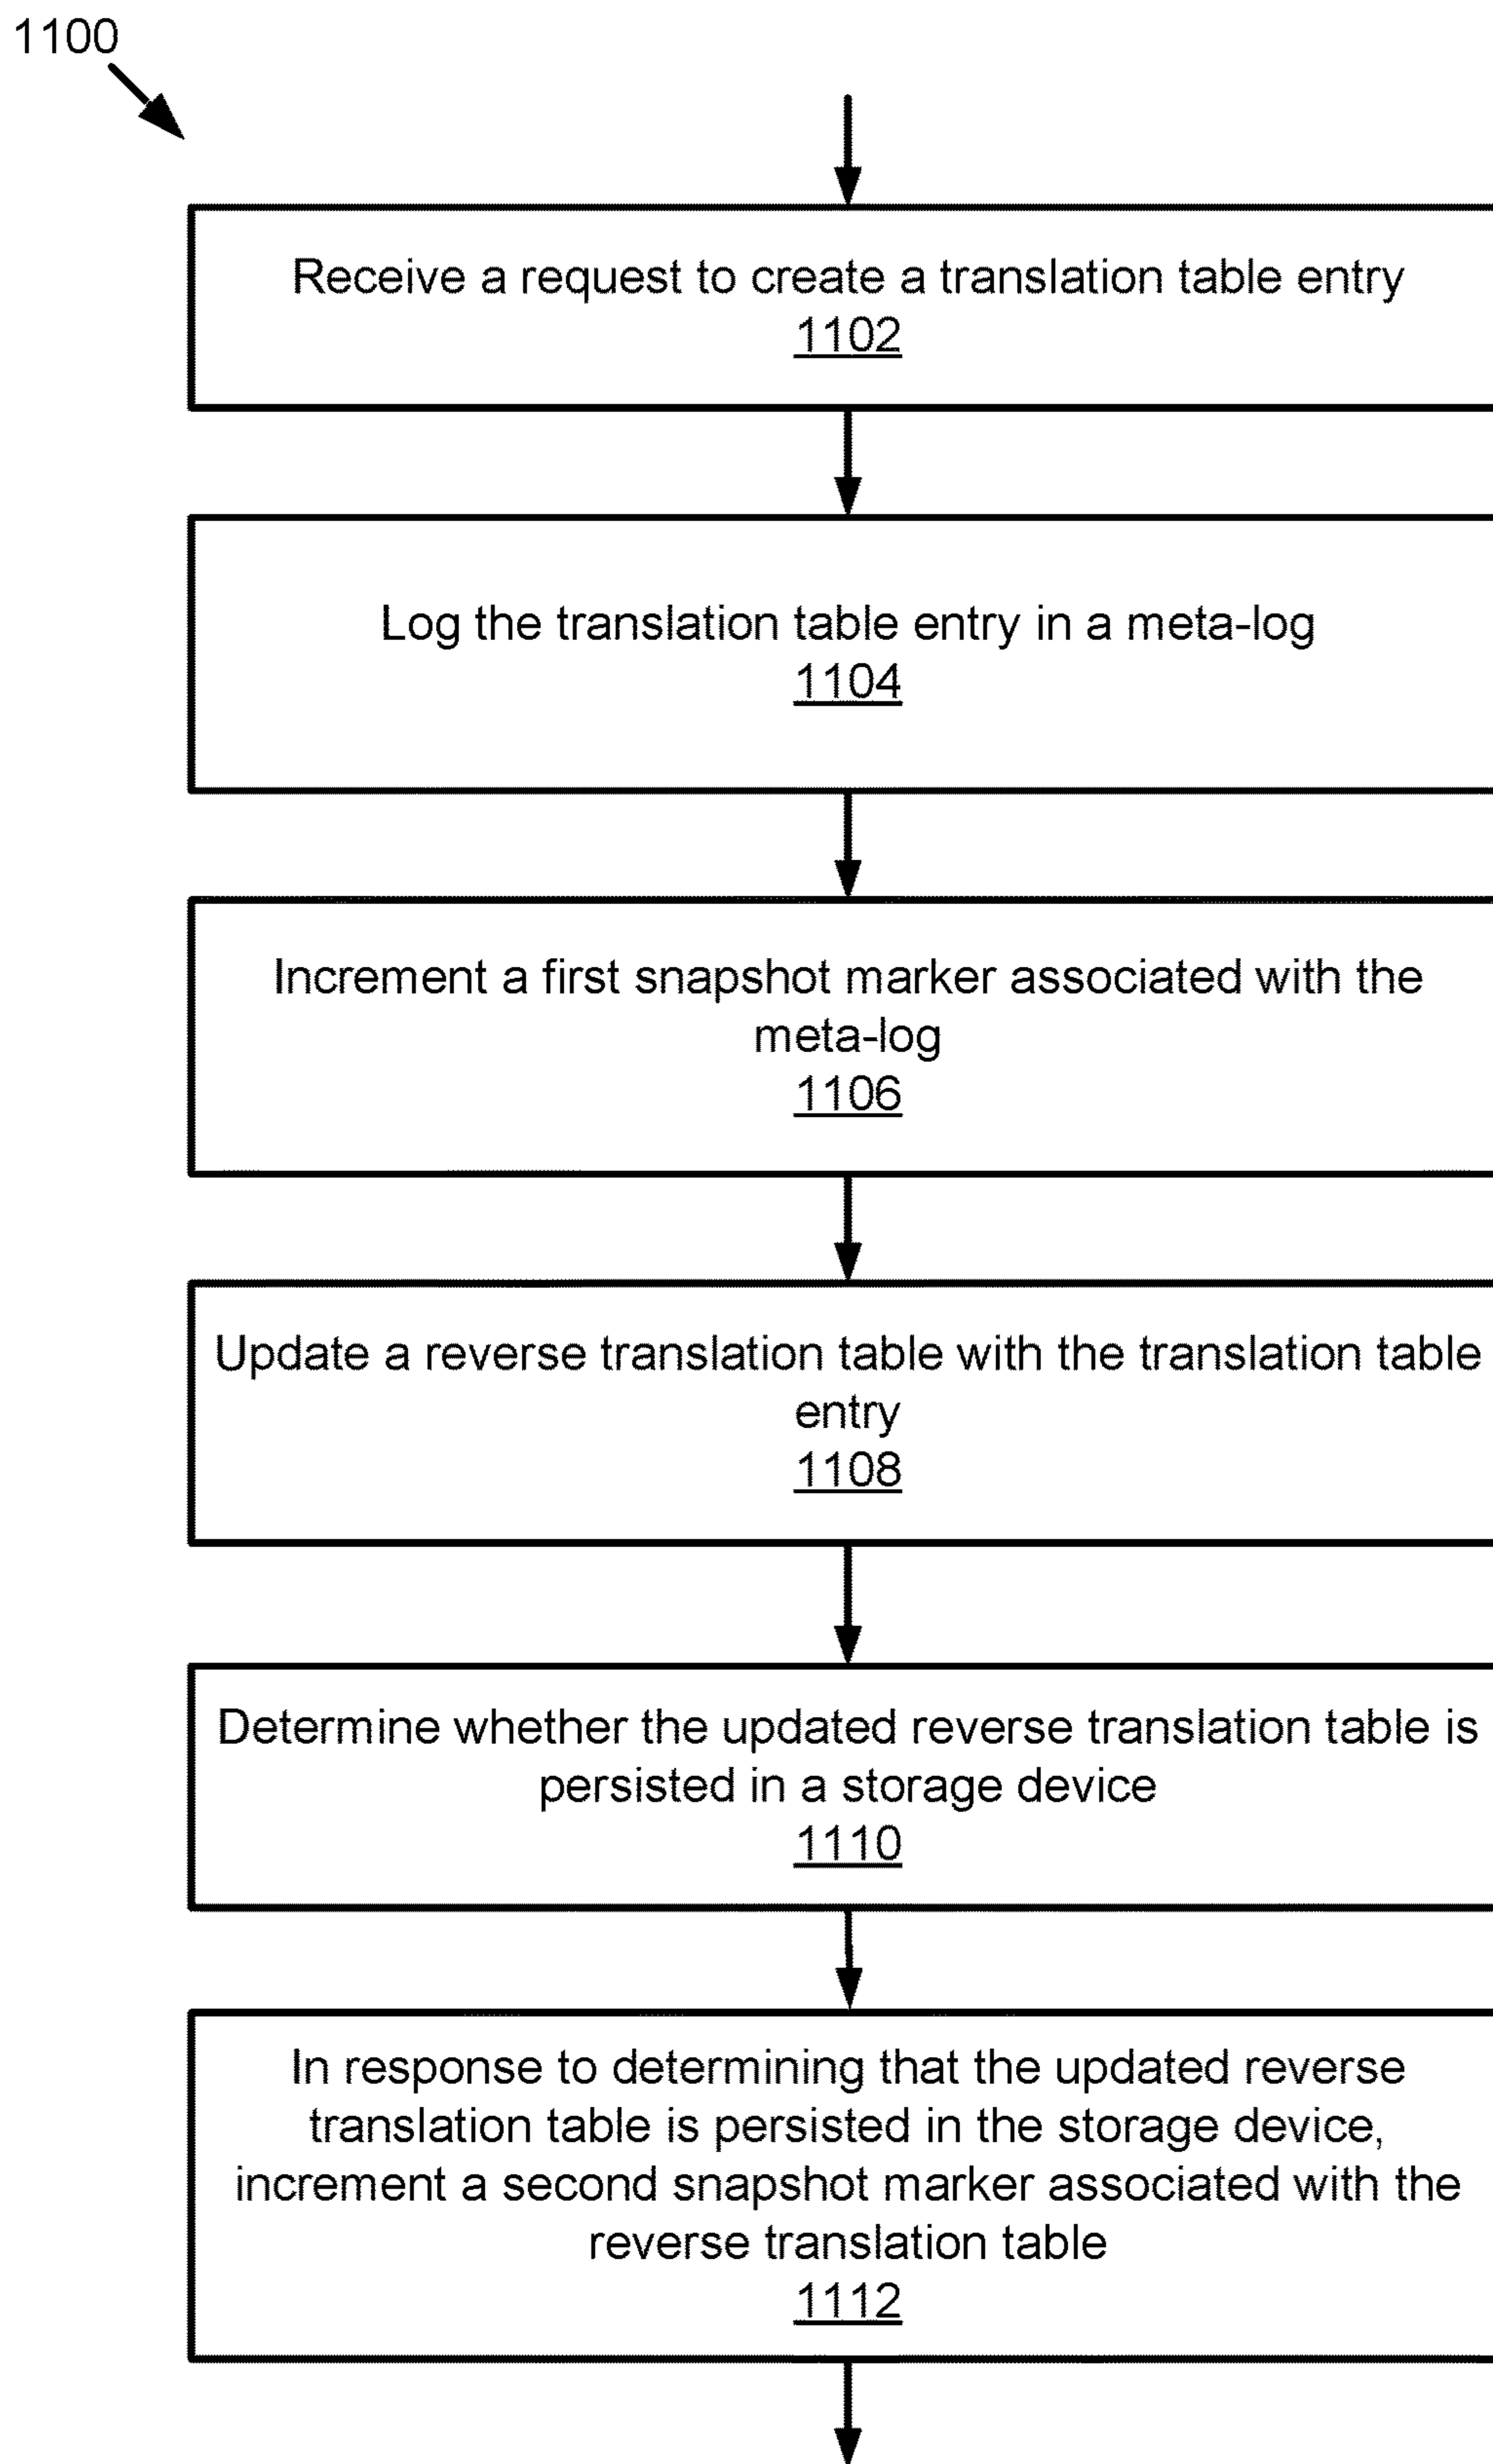 1100
Receive a request to create a translation table entry
1102
Log the translation table entry in a meta-log
1104
Increment a first snapshot marker associated with the
meta-log
1106
Update a reverse translation table with the translation table
entry
1108
Determine whether the updated reverse translation table is
persisted in a storage device
1110
In response to determining that the updated reverse
translation table is persisted in the storage device,
increment a second snapshot marker associated with the
reverse translation table
1112